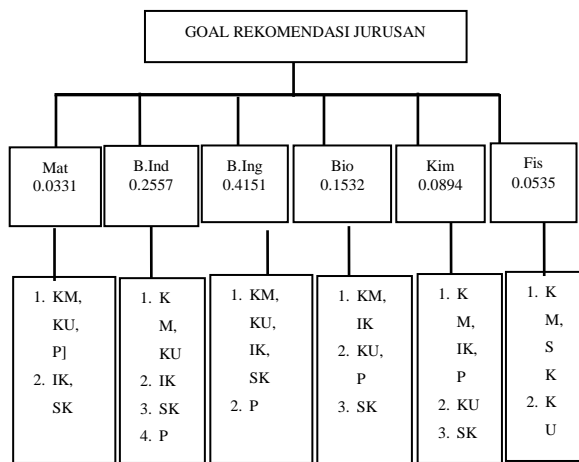 GOAL REKOMENDASI JURUSAN
Mat
0.0331
B.Ind
0.2557
B.Ing
0.4151
Bio
0.1532
Kim
0.0894
Fis
0.0535
1. KM,
KU,
P]
2. IK,
SK
1. K
M,
KU
2. IK
3. SK
4. P
1. KM,
KU,
IK,
SK
2. P
1. KM,
IK
2. KU,
P
3. SK
1. K
M,
IK,
P
2. KU
3. SK
1. K
M,
S
K
2. K
U